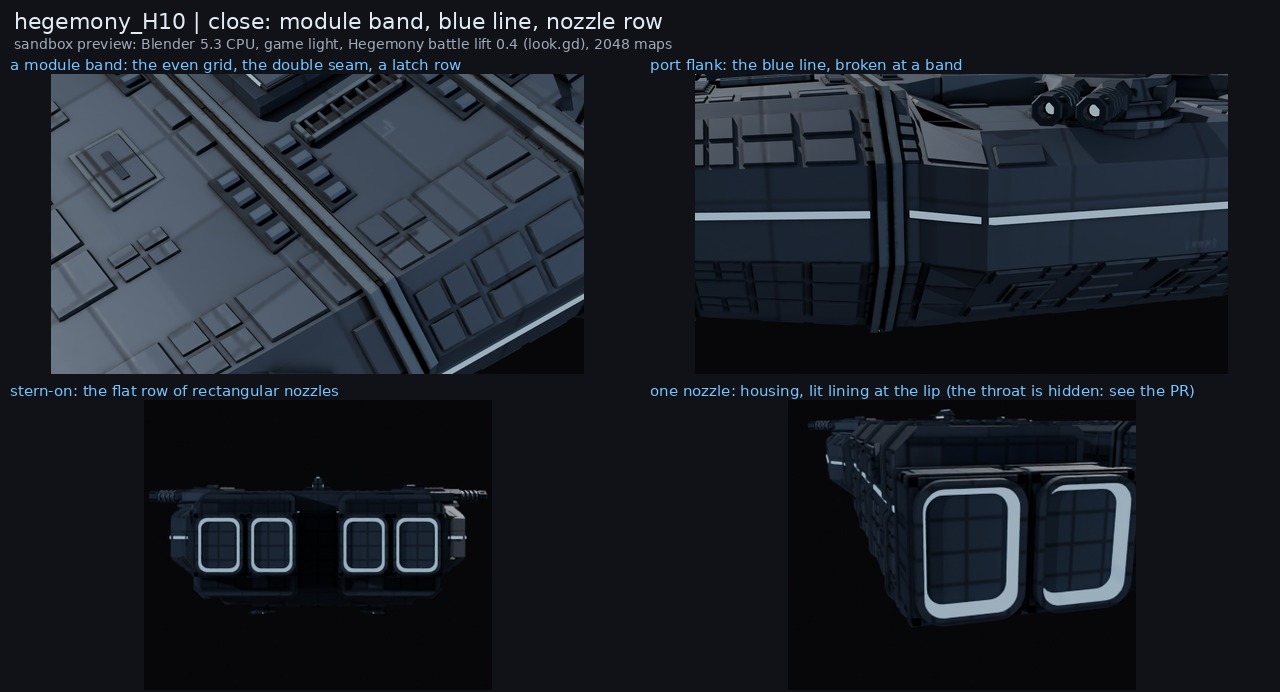 hegemony_H10 | close: module band, blue line, nozzle row
sandbox preview: Blender 5.3 CPU, game light, Hegemony battle lift 0.4 (look.gd), 2048 maps
a module band: the even grid, the double seam, a latch row
port flank: the blue line, broken at a band
stern-on: the flat row of rectangular nozzles
one nozzle: housing, lit lining at the lip (the throat is hidden: see the PR)